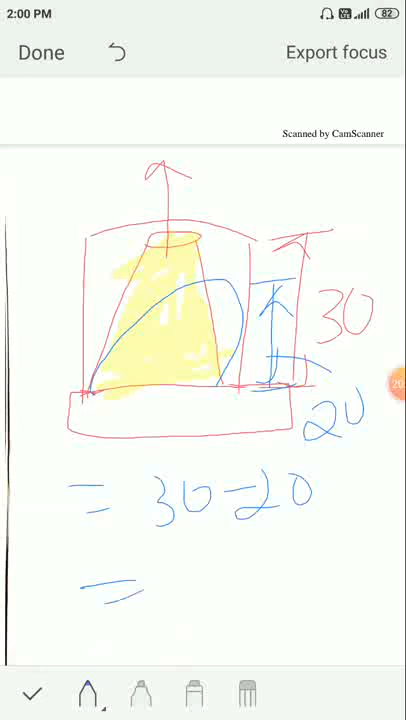 2:00 PM 82
Done Export focus
Scanned by CamScanner
30
20
= 30-20
=